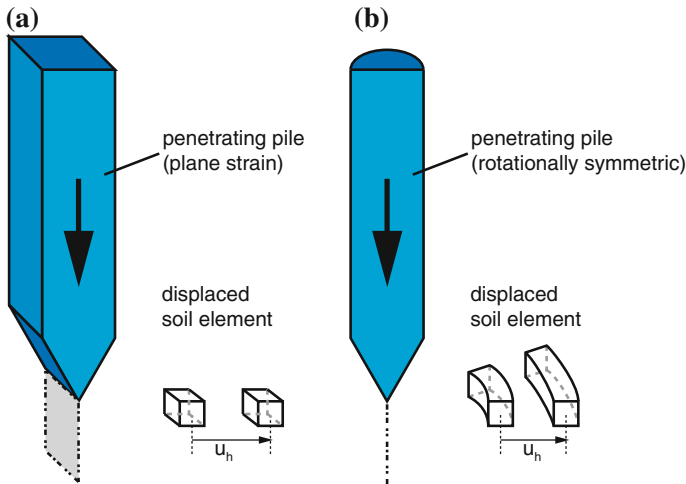 (a)
penetrating pile
(plane strain)
displaced
soil element
uh
(b)
penetrating pile
(rotationally symmetric)
displaced
soil element
uh